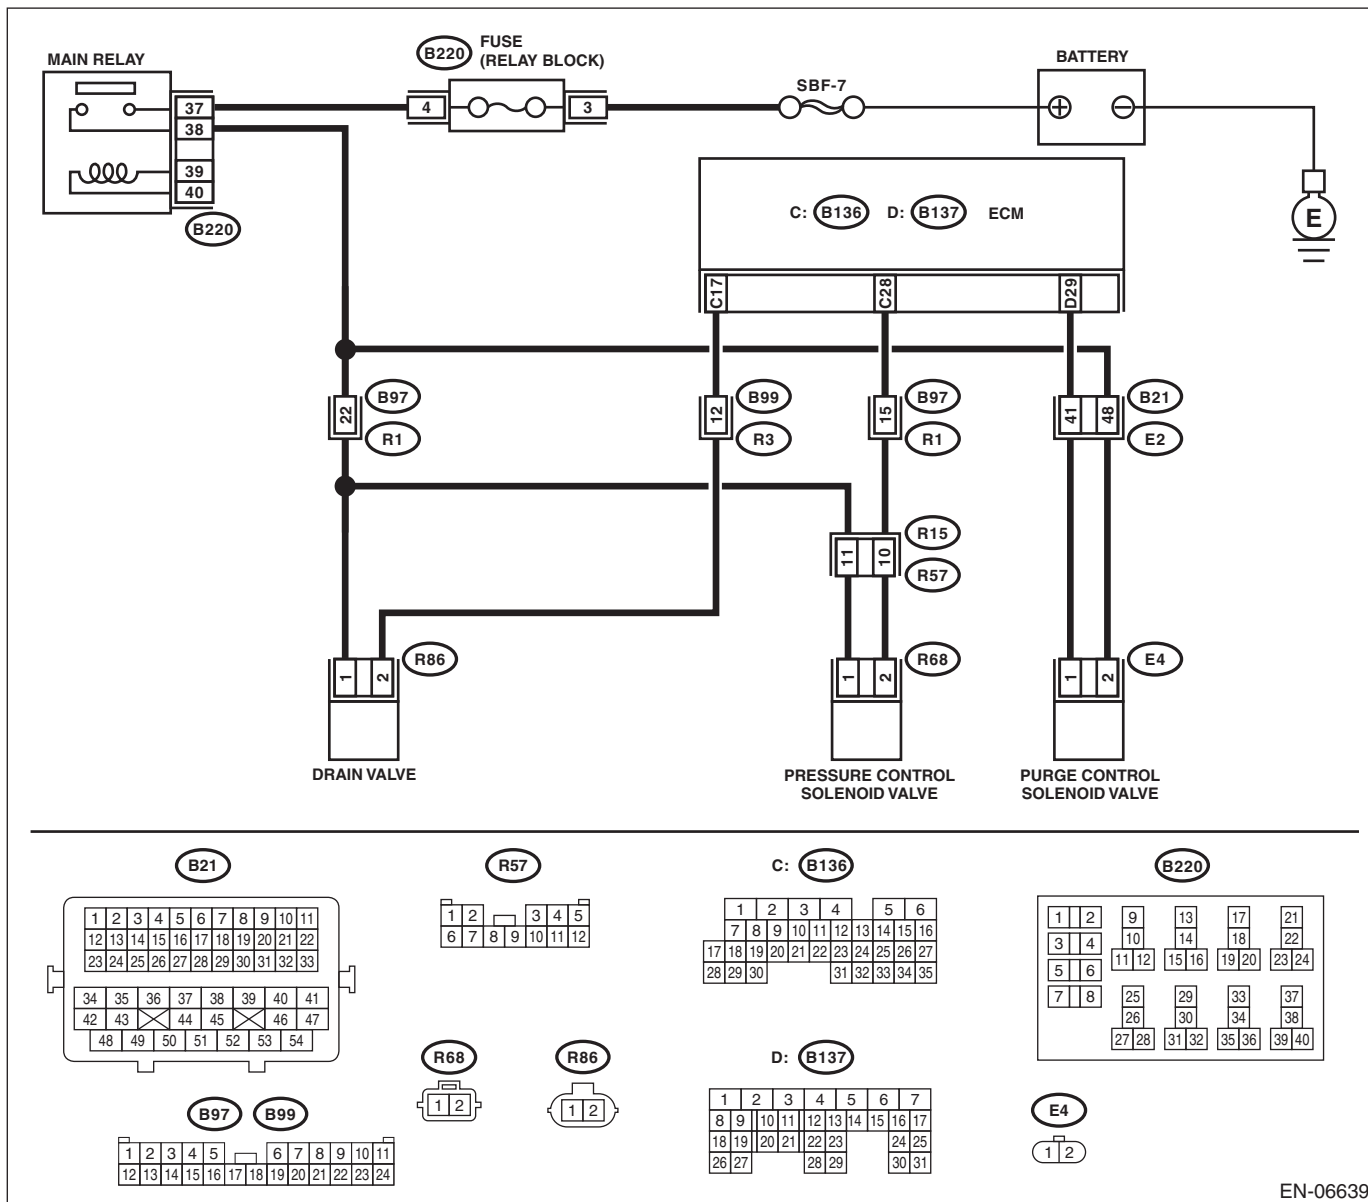 MAIN RELAY
B220
FUSE
(RELAY BLOCK)
SBF-7
BATTERY
37
38
39
40
4
3
B220
E
C: B136 D: B137 ECM
C17
C28
D29
22
B97
R1
12
B99
R3
15
B97
R1
41
48
B21
E2
11
10
R15
R57
1
2
R86
1
2
R68
1
2
E4
DRAIN VALVE
PRESSURE CONTROL
SOLENOID VALVE
PURGE CONTROL
SOLENOID VALVE
B21
1 2 3 4 5 6 7 8 9 10 11
12 13 14 15 16 17 18 19 20 21 22
23 24 25 26 27 28 29 30 31 32 33
34 35 36 37 38 39 40 41
42 43 44 45 46 47
48 49 50 51 52 53 54
R57
1 2 3 4 5
6 7 8 9 10 11 12
C: B136
1 2 3 4 5 6
7 8 9 10 11 12 13 14 15 16
17 18 19 20 21 22 23 24 25 26 27
28 29 30 31 32 33 34 35
B220
1 2 9 13 17 21
3 4 10 14 18 22
5 6 11 12 15 16 19 20 23 24
7 8 25 29 33 37
26 30 34 38
27 28 31 32 35 36 39 40
R68
1 2
R86
1 2
D: B137
1 2 3 4 5 6 7
8 9 10 11 12 13 14 15 16 17
18 19 20 21 22 23 24 25
26 27 28 29 30 31
E4
1 2
B97 B99
1 2 3 4 5 6 7 8 9 10 11
12 13 14 15 16 17 18 19 20 21 22 23 24
EN-06639